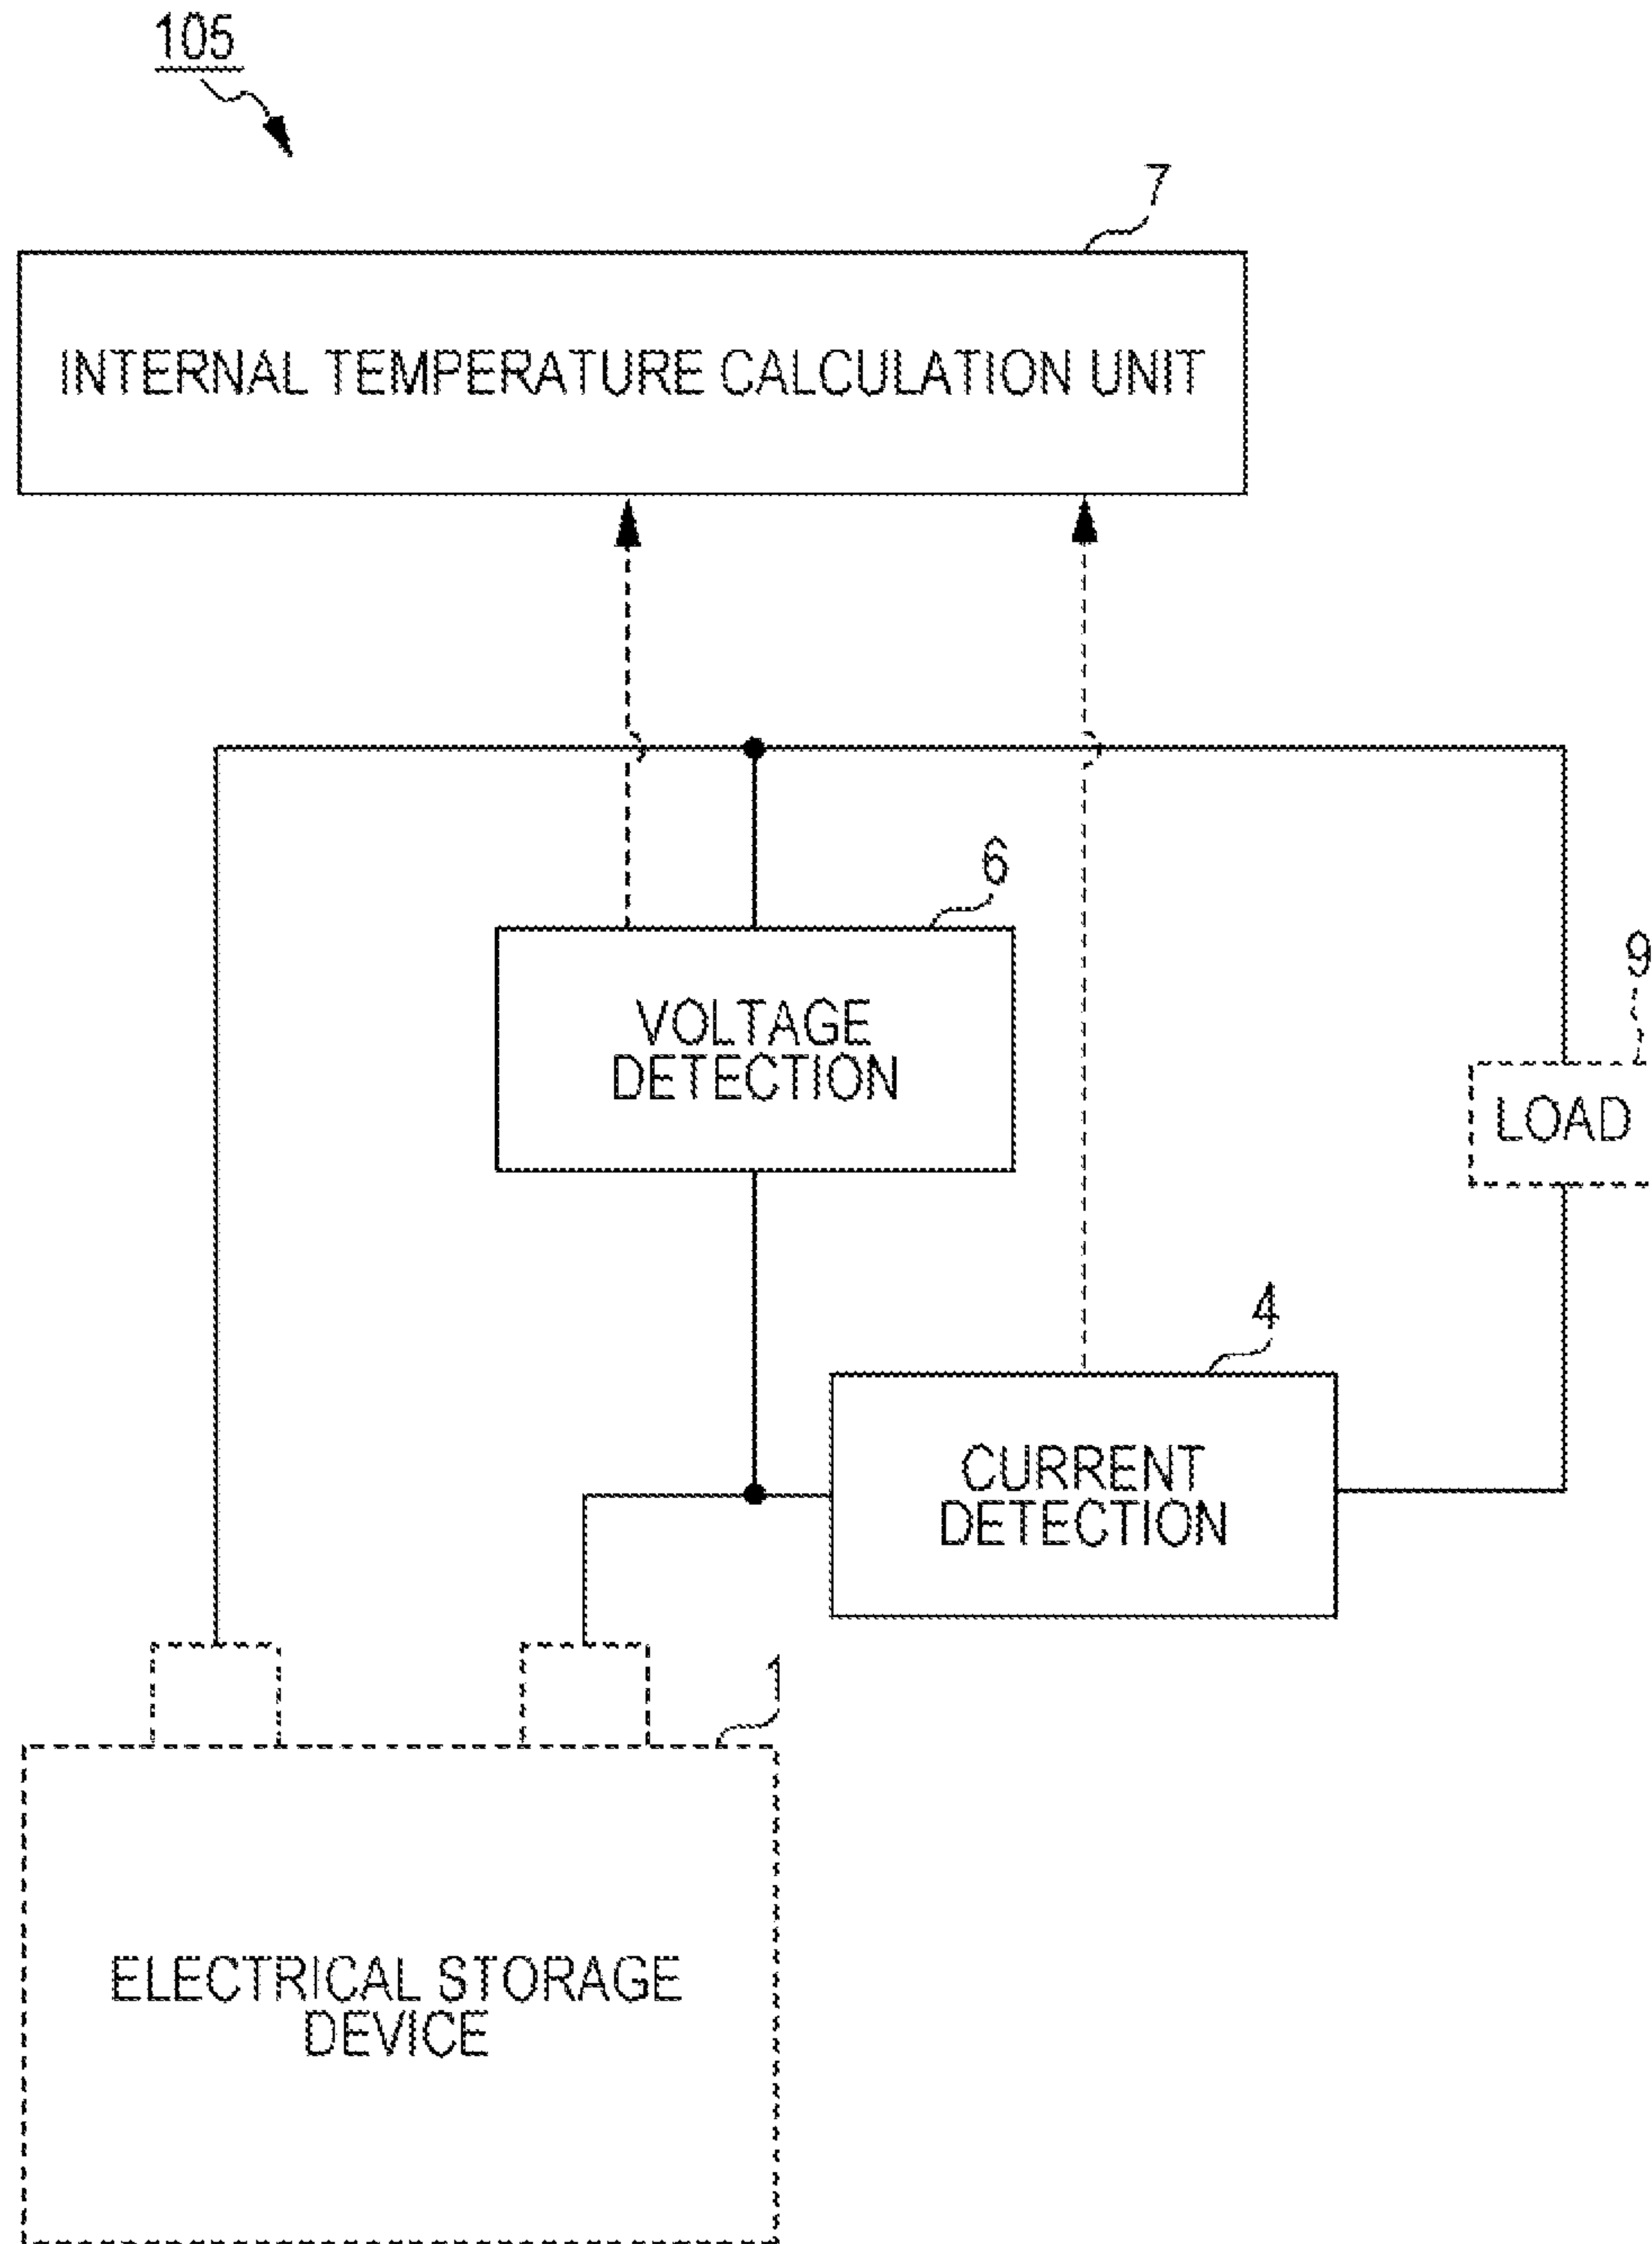 105
7
INTERNAL TEMPERATURE CALCULATION UNIT
6
VOLTAGE
DETECTION
9
LOAD
4
CURRENT
DETECTION
1
ELECTRICAL STORAGE
DEVICE